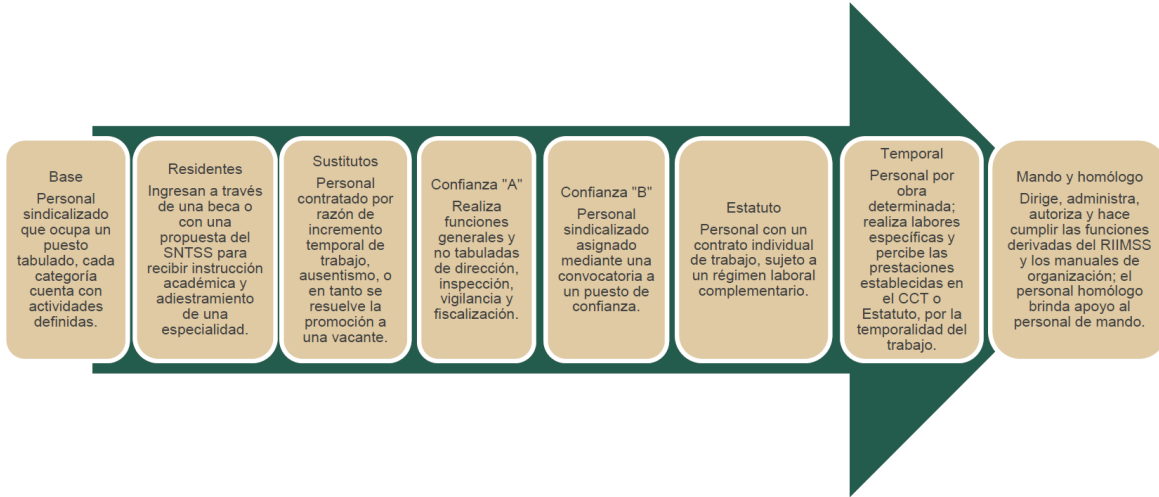 Base
Personal
sindicalizado
que ocupa un
puesto
tabulado, cada
categoría
cuenta con
actividades
definidas.
Residentes
Ingresan a través
de una beca o
con una
propuesta del
SNTSS para
recibir instrucción
académica y
adiestramiento
de una
especialidad.
Sustitutos
Personal
contratado por
razón de
incremento
temporal de
trabajo,
ausentismo, o
en tanto se
resuelve la
promoción a
una vacante.
Confianza "A"
Realiza
funciones
generales y
no tabuladas
de dirección,
inspección,
vigilancia y
fiscalización.
Confianza "B"
Personal
sindicalizado
asignado
mediante una
convocatoria a
un puesto de
confianza.
Estatuto
Personal con un
contrato individual
de trabajo, sujeto a
un régimen laboral
complementario.
Temporal
Personal por
obra
determinada;
realiza labores
específicas y
percibe las
prestaciones
establecidas en
el CCT o
Estatuto, por la
temporalidad del
trabajo.
Mando y homólogo
Dirige, administra,
autoriza y hace
cumplir las funciones
derivadas del RIIMSS
y los manuales de
organización; el
personal homólogo
brinda apoyo al
personal de mando.